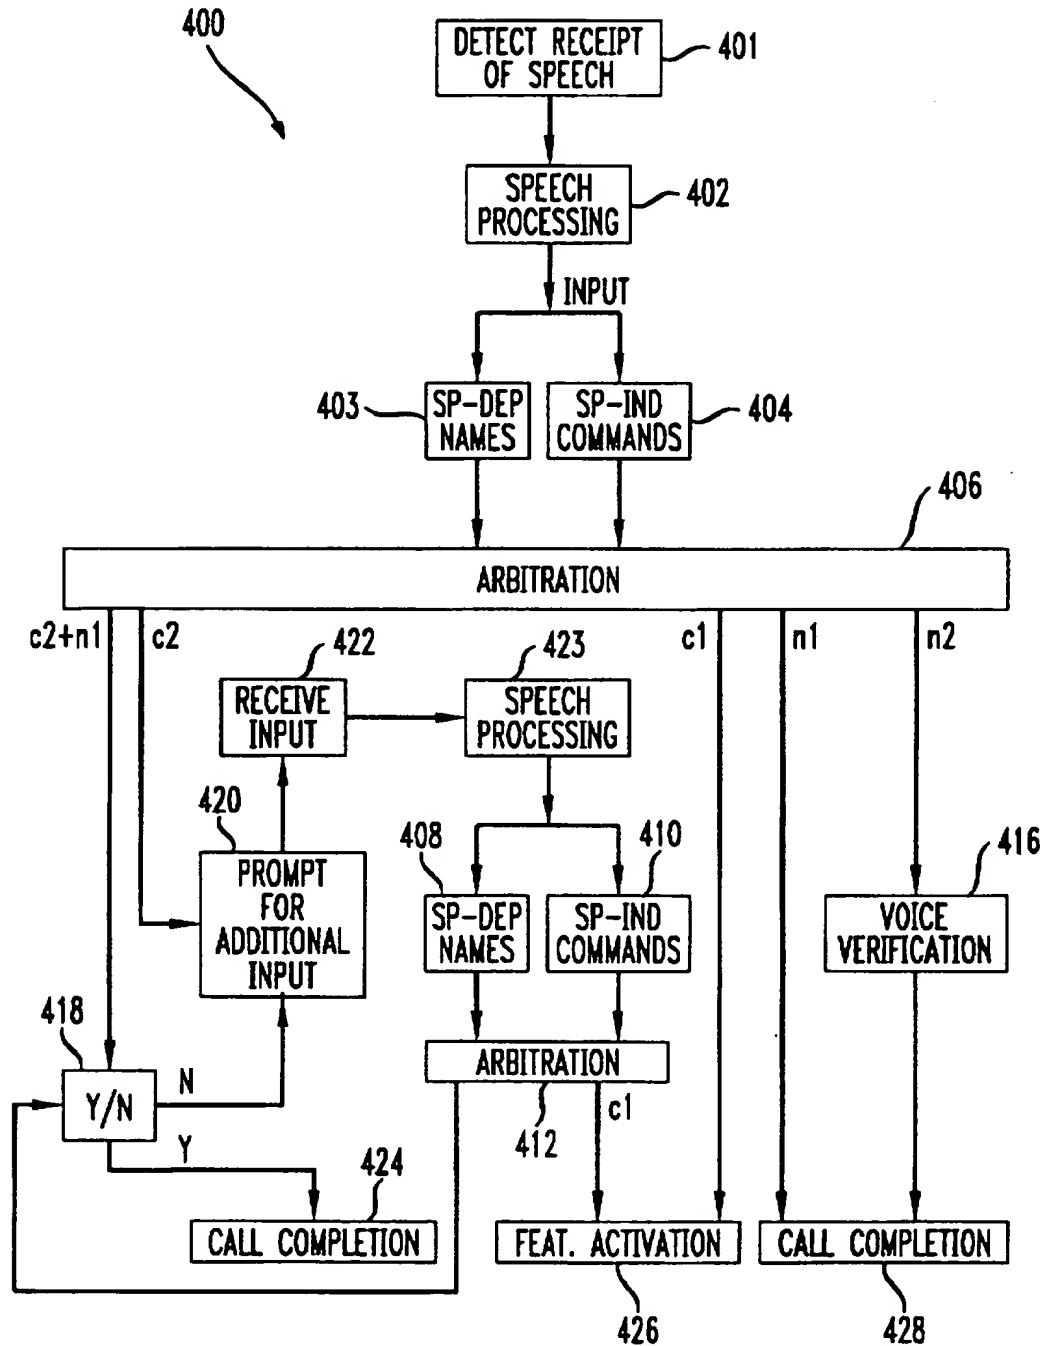 400
DETECT RECEIPT
OF SPEECH
401
SPEECH
PROCESSING
402
INPUT
403
SP-DEP
NAMES
SP-IND
COMMANDS
404
406
ARBITRATION
c2+n1
c2
c1
n1
n2
422
423
RECEIVE
INPUT
SPEECH
PROCESSING
420
PROMPT
FOR
ADDITIONAL
INPUT
408
410
416
SP-DEP
NAMES
SP-IND
COMMANDS
VOICE
VERIFICATION
418
Y/N
N
Y
ARBITRATION
412
c1
424
CALL COMPLETION
FEAT. ACTIVATION
CALL COMPLETION
426
428